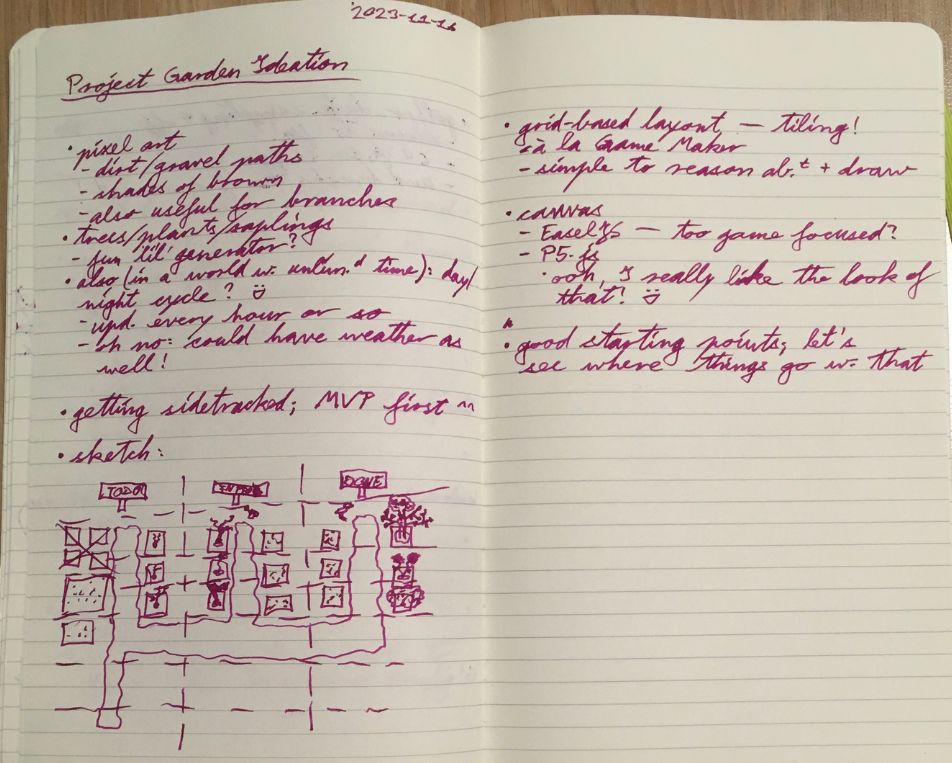 2023-11-16
Project Garden Ideation
• pixel art
- dirt/gravel paths
- shades of brown
- also useful for branches
• trees/plants/saplings
- fun lil' generator?
• also (in a world w. unlim.d time): day/
night cycle?
- upd. every hour or so
- oh no: could have weather as
well!
• getting sidetracked; MVP first ^^
• sketch:
TODO
DONE
• grid-based layout, — tiling!
- à la Game Maker
- simple to reason ab.t + draw
• canvas
- EaselJS — too game focused?
- P5.js
• ooh, I really like the look of
that!
• good starting points; let's
see where things go w. that